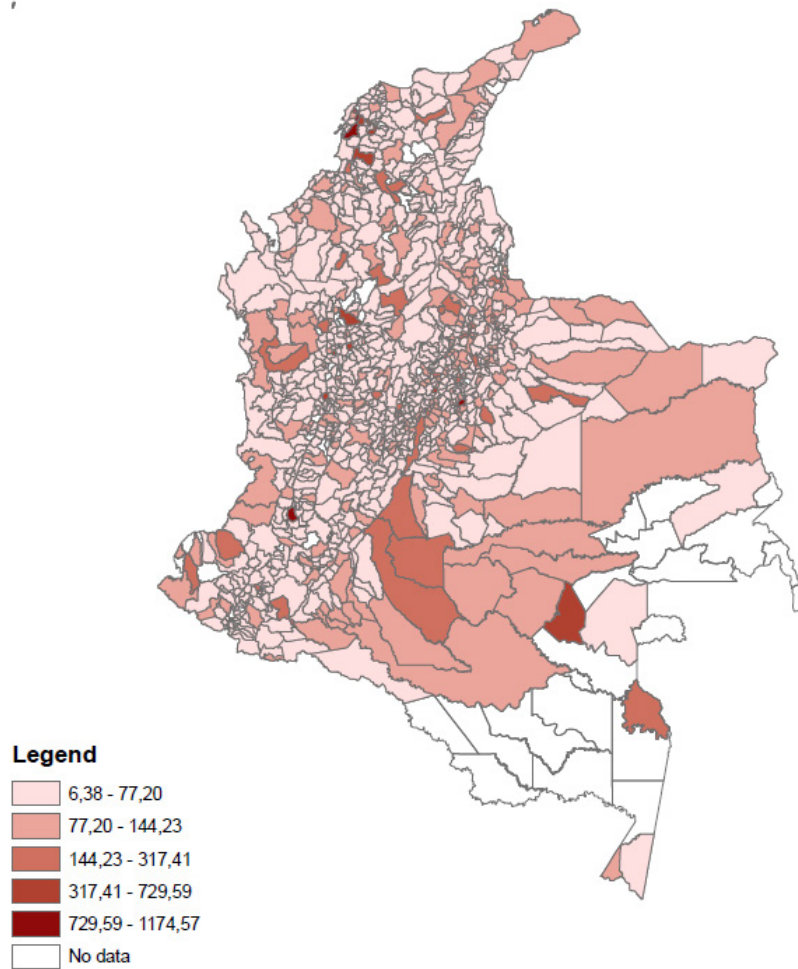 Legend
6,38 - 77,20
77,20 - 144,23
144,23 - 317,41
317,41 - 729,59
729,59 - 1174,57
No data